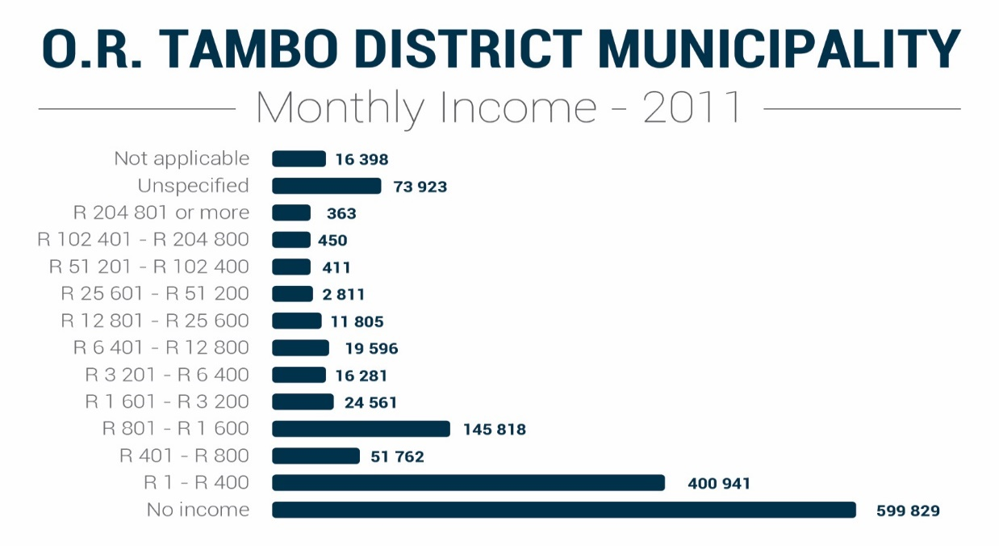 O.R. TAMBO DISTRICT MUNICIPALITY
Monthly Income - 2011
Not applicable 16 398
Unspecified 73 923
R 204 801 or more 363
R 102 401 - R 204 800 450
R 51 201 - R 102 400 411
R 25 601 - R 51 200 2 811
R 12 801 - R 25 600 11 805
R 6 401 - R 12 800 19 596
R 3 201 - R 6 400 16 281
R 1 601 - R 3 200 24 561
R 801 - R 1 600 145 818
R 401 - R 800 51 762
R 1 - R 400 400 941
No income 599 829